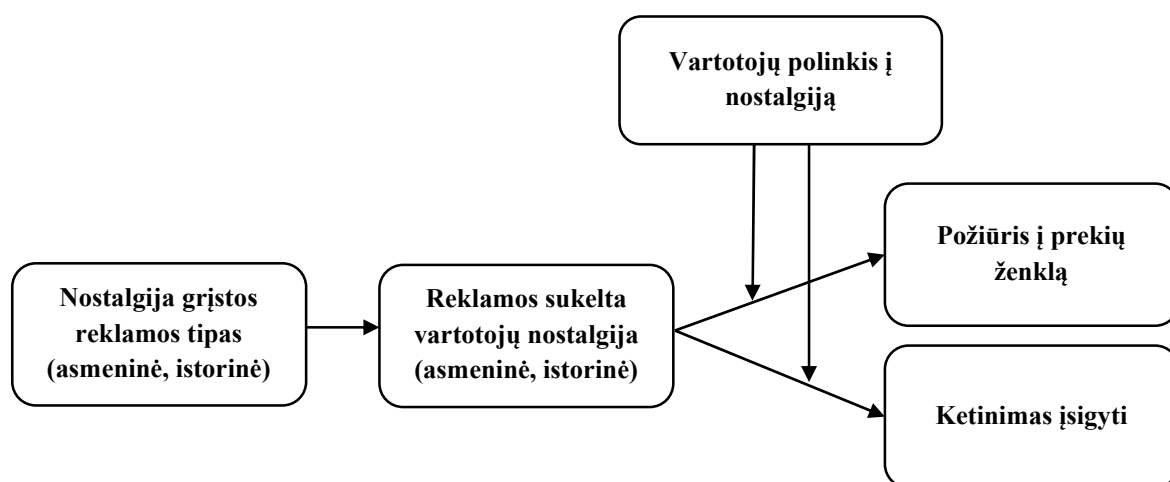 Vartotojų polinkis į
nostalgiją
Požiūris į prekių
ženklą
Nostalgija grįstos
reklamos tipas
(asmeninė, istorinė)
Reklamos sukelta
vartotojų nostalgija
(asmeninė, istorinė)
Ketinimas įsigyti